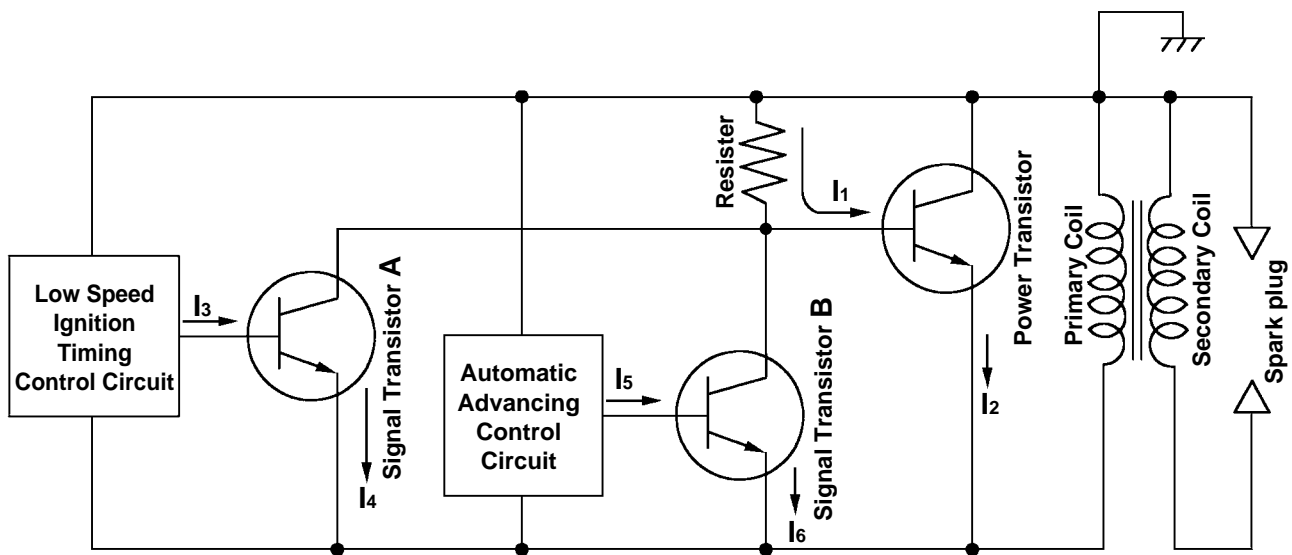 Resister
I1
Power Transistor
Primary Coil
Secondary Coil
Spark plug
Low Speed
Ignition
Timing
Control Circuit
I3
Signal Transistor A
I4
Automatic
Advancing
Control
Circuit
I5
Signal Transistor B
I6
I2